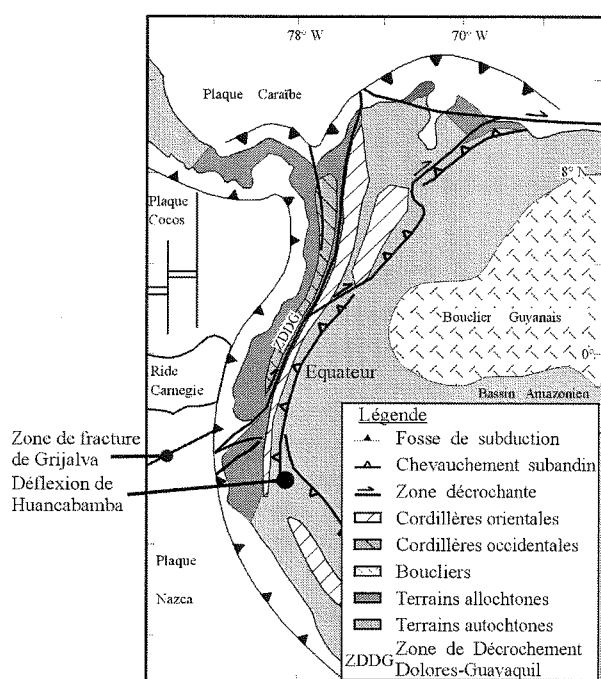 78° W
70° W
Plaque Caraïbe
8° N
Plaque
Cocos
ZDDG
Bouclier Guyanais
Ride
Carnegie
Equateur
0°
Bassin Amazonien
Zone de fracture
de Grijalva
Déflexion de
Huancabamba
Plaque
Nazca
Légende
Fosse de subduction
Chevauchement subandin
Zone décrochante
Cordillères orientales
Cordillères occidentales
Boucliers
Terrains allochtones
Terrains autochtones
ZDDG Zone de Décrochement
Dolores-Guayaquil